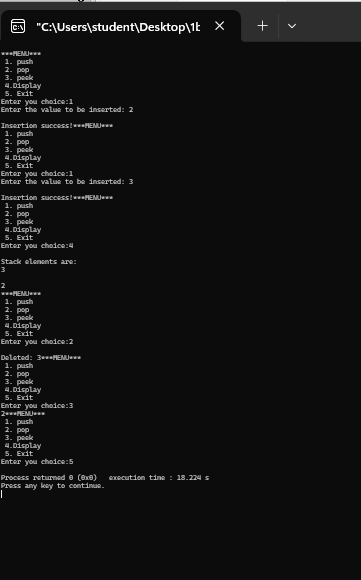 "C:\Users\student\Desktop\1b
***MENU***
1. push
2. pop
3. peek
4.Display
5. Exit
Enter you choice:1
Enter the value to be inserted: 2
Insertion success!***MENU***
1. push
2. pop
3. peek
4.Display
5. Exit
Enter you choice:1
Enter the value to be inserted: 3
Insertion success!***MENU***
1. push
2. pop
3. peek
4.Display
5. Exit
Enter you choice:4
Stack elements are:
3
2
***MENU***
1. push
2. pop
3. peek
4.Display
5. Exit
Enter you choice:2
Deleted: 3***MENU***
1. push
2. pop
3. peek
4.Display
5. Exit
Enter you choice:3
2***MENU***
1. push
2. pop
3. peek
4.Display
5. Exit
Enter you choice:5
Process returned 0 (0x0)   execution time : 18.224 s
Press any key to continue.